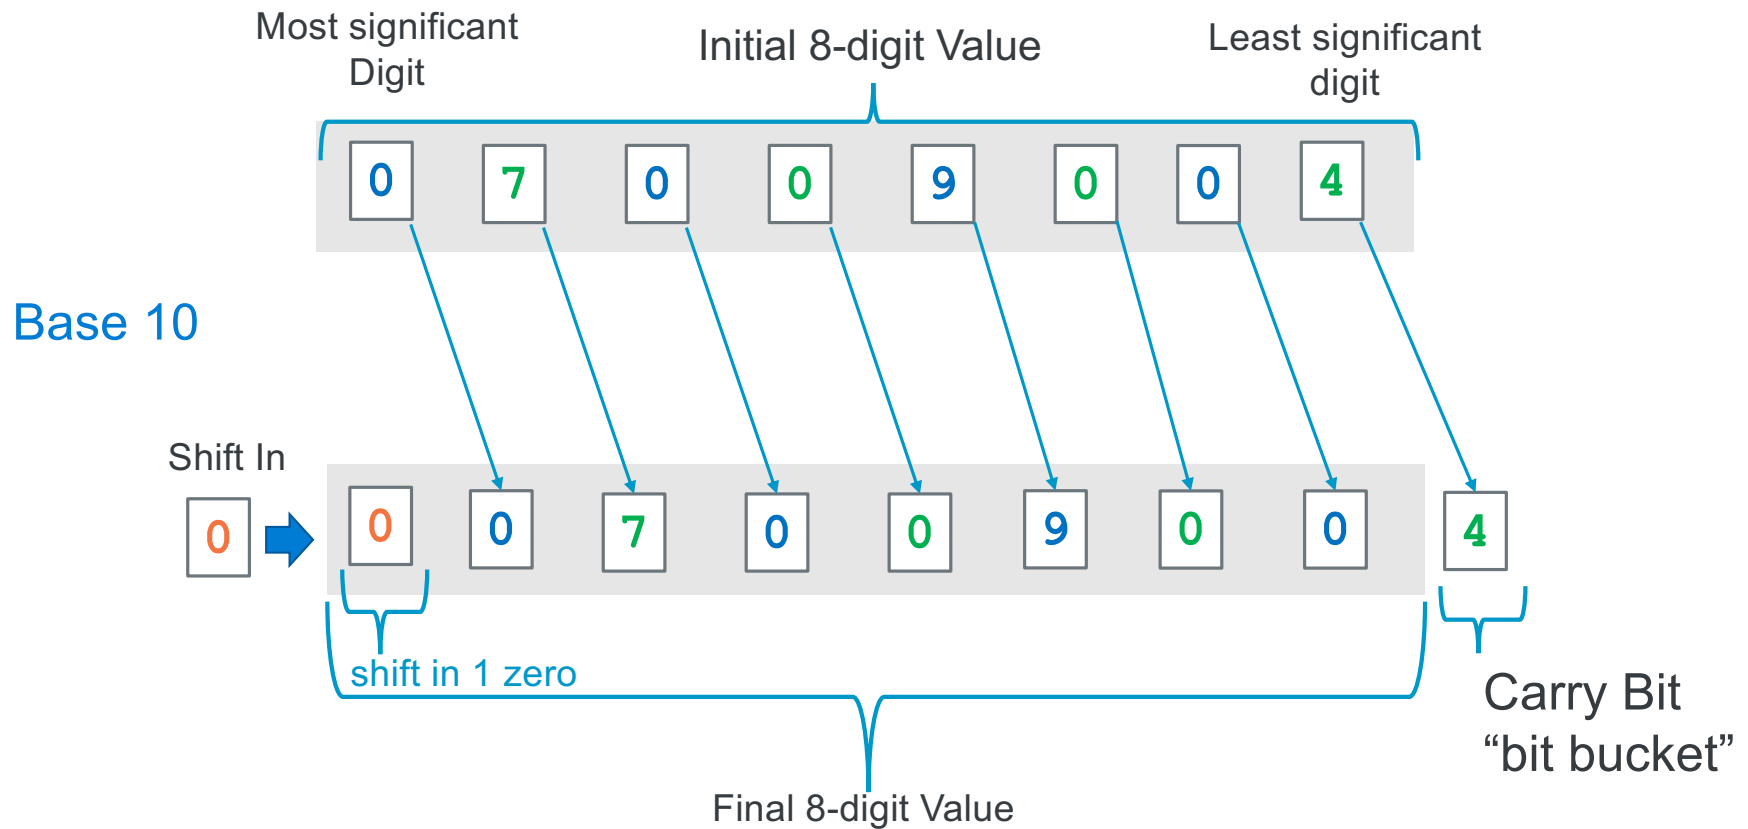 Most significant
Digit
Initial 8-digit Value
Least significant
digit
0 7 0 0 9 0 0 4
Base 10
Shift In
0
0 0 7 0 0 9 0 0 4
shift in 1 zero
Carry Bit
“bit bucket”
Final 8-digit Value